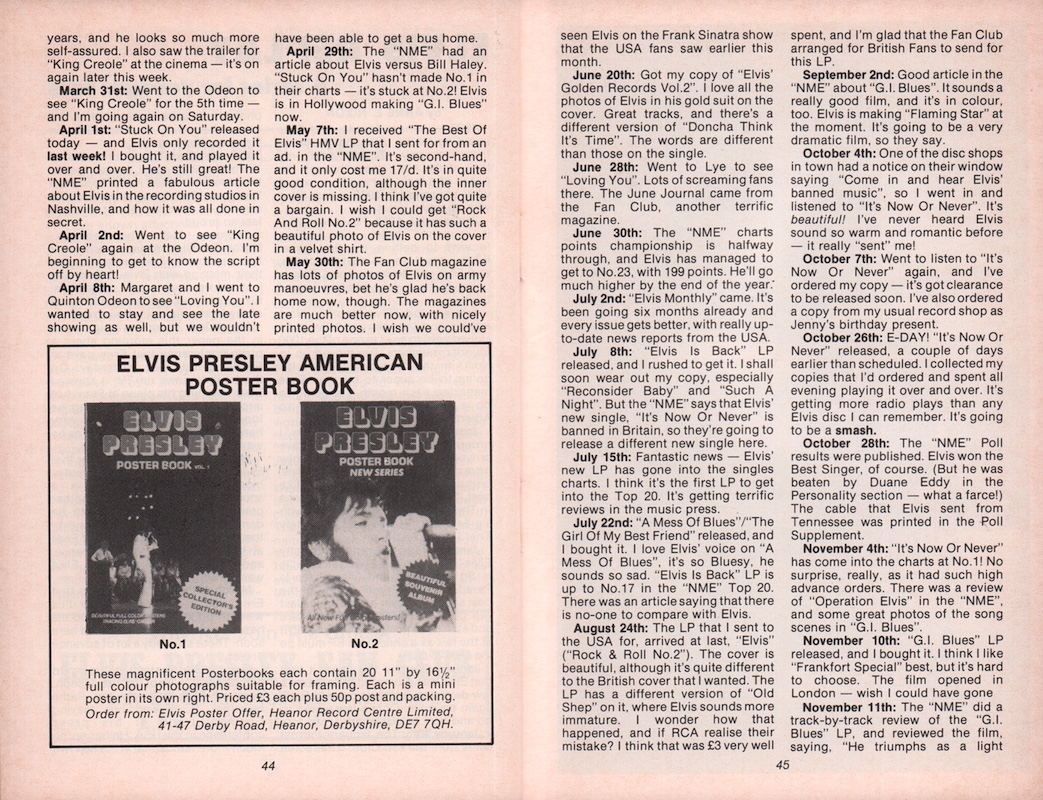 years, and he looks so much more
self-assured. I also saw the trailer for
“King Creole” at the cinema — it’s on
again later this week.
March 31st: Went to the Odeon to
see “King Creole” for the 5th time —
and I’m going again on Saturday.
April 1st: “Stuck On You” released
today — and Elvis only recorded it
last week! I bought it, and played it
over and over. He’s still great! The
“NME” printed a fabulous article
about Elvis in the recording studios in
Nashville, and how it was all done in
secret.
April 2nd: Went to see “King
Creole” again at the Odeon. I’m
beginning to get to know the script
off by heart!
April 8th: Margaret and I went to
Quinton Odeon to see “Loving You”. I
wanted to stay and see the late
showing as well, but we wouldn’t
have been able to get a bus home.
April 29th: The “NME” had an
article about Elvis versus Bill Haley.
“Stuck On You” hasn’t made No.1 in
their charts — it’s stuck at No.2! Elvis
is in Hollywood making “G.I. Blues”
now.
May 7th: I received “The Best Of
Elvis” HMV LP that I sent for from an
ad. in the “NME”. It’s second-hand,
and it only cost me 17/d. It’s in quite
good condition, although the inner
cover is missing. I think I’ve got quite
a bargain. I wish I could get “Rock
And Roll No.2” because it has such a
beautiful photo of Elvis on the cover
in a velvet shirt.
May 30th: The Fan Club magazine
has lots of photos of Elvis on army
manoeuvres, bet he’s glad he’s back
home now, though. The magazines
are much better now, with nicely
printed photos. I wish we could’ve
ELVIS PRESLEY AMERICAN
POSTER BOOK
ELVIS
PRESLEY
POSTER BOOK VOL. 1
SPECIAL
COLLECTOR'S
EDITION
BEAUTIFUL FULL COLOR POSTERS
No.1
ELVIS
PRESLEY
POSTER BOOK
NEW SERIES
BEAUTIFUL
SOUVENIR
ALBUM
All New Full Color Posters!
No.2
These magnificent Posterbooks each contain 20 11” by 16½”
full colour photographs suitable for framing. Each is a mini
poster in its own right. Priced £3 each plus 50p post and packing.
Order from: Elvis Poster Offer, Heanor Record Centre Limited,
41-47 Derby Road, Heanor, Derbyshire, DE7 7QH.
44
seen Elvis on the Frank Sinatra show
that the USA fans saw earlier this
month.
June 20th: Got my copy of “Elvis’
Golden Records Vol.2”. I love all the
photos of Elvis in his gold suit on the
cover. Great tracks, and there’s a
different version of “Doncha Think
It’s Time”. The words are different
than those on the single.
June 28th: Went to Lye to see
“Loving You”. Lots of screaming fans
there. The June Journal came from
the Fan Club, another terrific
magazine.
June 30th: The “NME” charts
points championship is halfway
through, and Elvis has managed to
get to No.23, with 199 points. He’ll go
much higher by the end of the year.
July 2nd: “Elvis Monthly” came. It’s
been going six months already and
every issue gets better, with really up-
to-date news reports from the USA.
July 8th: “Elvis Is Back” LP
released, and I rushed to get it. I shall
soon wear out my copy, especially
“Reconsider Baby” and “Such A
Night”. But the “NME” says that Elvis’
new single, “It’s Now Or Never” is
banned in Britain, so they’re going to
release a different new single here.
July 15th: Fantastic news — Elvis’
new LP has gone into the singles
charts. I think it’s the first LP to get
into the Top 20. It’s getting terrific
reviews in the music press.
July 22nd: “A Mess Of Blues”/“The
Girl Of My Best Friend” released, and
I bought it. I love Elvis’ voice on “A
Mess Of Blues”, it’s so Bluesy, he
sounds so sad. “Elvis Is Back” LP is
up to No.17 in the “NME” Top 20.
There was an article saying that there
is no-one to compare with Elvis.
August 24th: The LP that I sent to
the USA for, arrived at last, “Elvis”
(“Rock & Roll No.2”). The cover is
beautiful, although it’s quite different
to the British cover that I wanted. The
LP has a different version of “Old
Shep” on it, where Elvis sounds more
immature. I wonder how that
happened, and if RCA realise their
mistake? I think that was £3 very well
spent, and I’m glad that the Fan Club
arranged for British Fans to send for
this LP.
September 2nd: Good article in the
“NME” about “G.I. Blues”. It sounds a
really good film, and it’s in colour,
too. Elvis is making “Flaming Star” at
the moment. It’s going to be a very
dramatic film, so they say.
October 4th: One of the disc shops
in town had a notice on their window
saying “Come in and hear Elvis’
banned music”, so I went in and
listened to “It’s Now Or Never”. It’s
beautiful! I’ve never heard Elvis
sound so warm and romantic before
— it really “sent” me!
October 7th: Went to listen to “It’s
Now Or Never” again, and I’ve
ordered my copy — it’s got clearance
to be released soon. I’ve also ordered
a copy from my usual record shop as
Jenny’s birthday present.
October 26th: E-DAY! “It’s Now Or
Never” released, a couple of days
earlier than scheduled. I collected my
copies that I’d ordered and spent all
evening playing it over and over. It’s
getting more radio plays than any
Elvis disc I can remember. It’s going
to be a smash.
October 28th: The “NME” Poll
results were published. Elvis won the
Best Singer, of course. (But he was
beaten by Duane Eddy in the
Personality section — what a farce!)
The cable that Elvis sent from
Tennessee was printed in the Poll
Supplement.
November 4th: “It’s Now Or Never”
has come into the charts at No.1! No
surprise, really, as it had such high
advance orders. There was a review
of “Operation Elvis” in the “NME”,
and some great photos of the song
scenes in “G.I. Blues”.
November 10th: “G.I. Blues” LP
released, and I bought it. I think I like
“Frankfort Special” best, but it’s hard
to choose. The film opened in
London — wish I could have gone
November 11th: The “NME” did a
track-by-track review of the “G.I.
Blues” LP, and reviewed the film,
saying, “He triumphs as a light
45